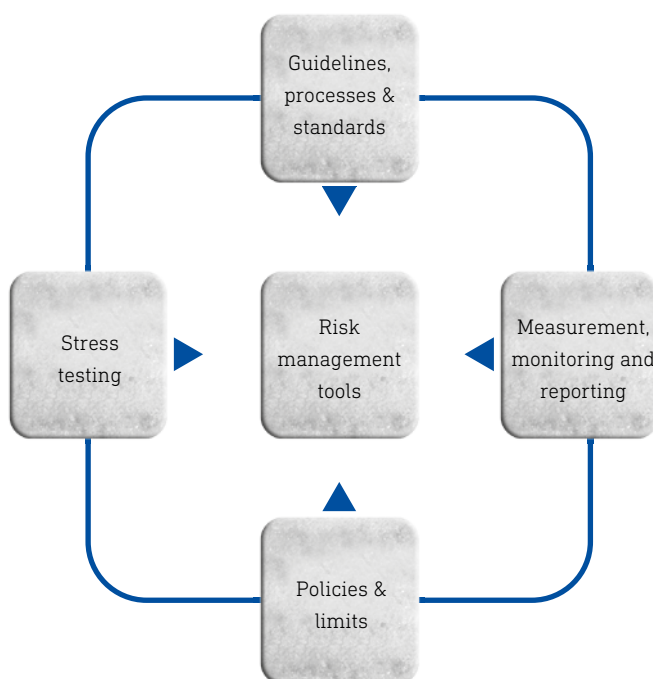 Guidelines,
processes &
standards
Stress
testing
Risk
management
tools
Measurement,
monitoring and
reporting
Policies &
limits